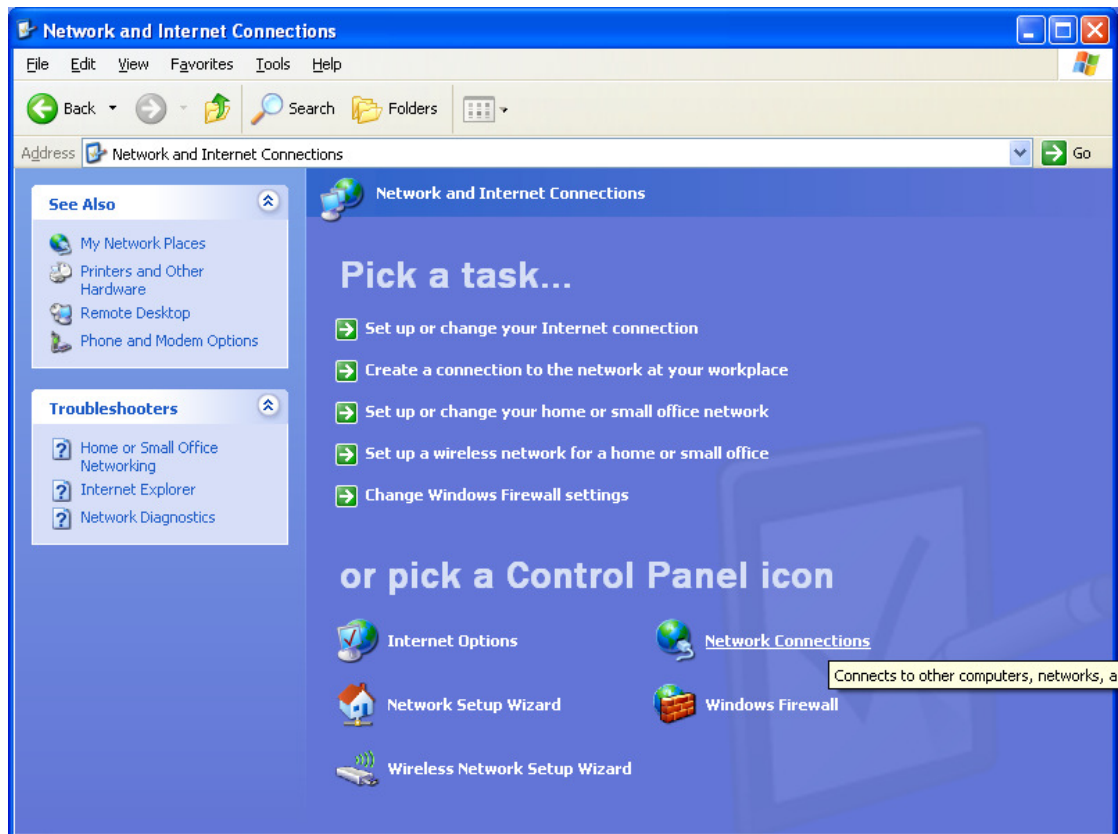 Network and Internet Connections
File Edit View Favorites Tools Help
Back Search Folders
Address Network and Internet Connections Go
Network and Internet Connections
See Also
My Network Places
Printers and Other
Hardware
Remote Desktop
Phone and Modem Options
Troubleshooters
Home or Small Office
Networking
Internet Explorer
Network Diagnostics
Pick a task...
Set up or change your Internet connection
Create a connection to the network at your workplace
Set up or change your home or small office network
Set up a wireless network for a home or small office
Change Windows Firewall settings
or pick a Control Panel icon
Internet Options
Network Connections
Connects to other computers, networks, a
Network Setup Wizard
Windows Firewall
Wireless Network Setup Wizard